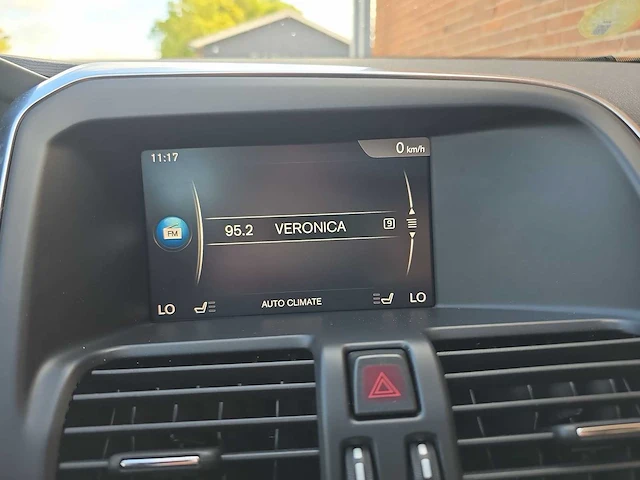 11:17
0 km/h
FM
95.2 VERONICA 9
LO AUTO CLIMATE LO